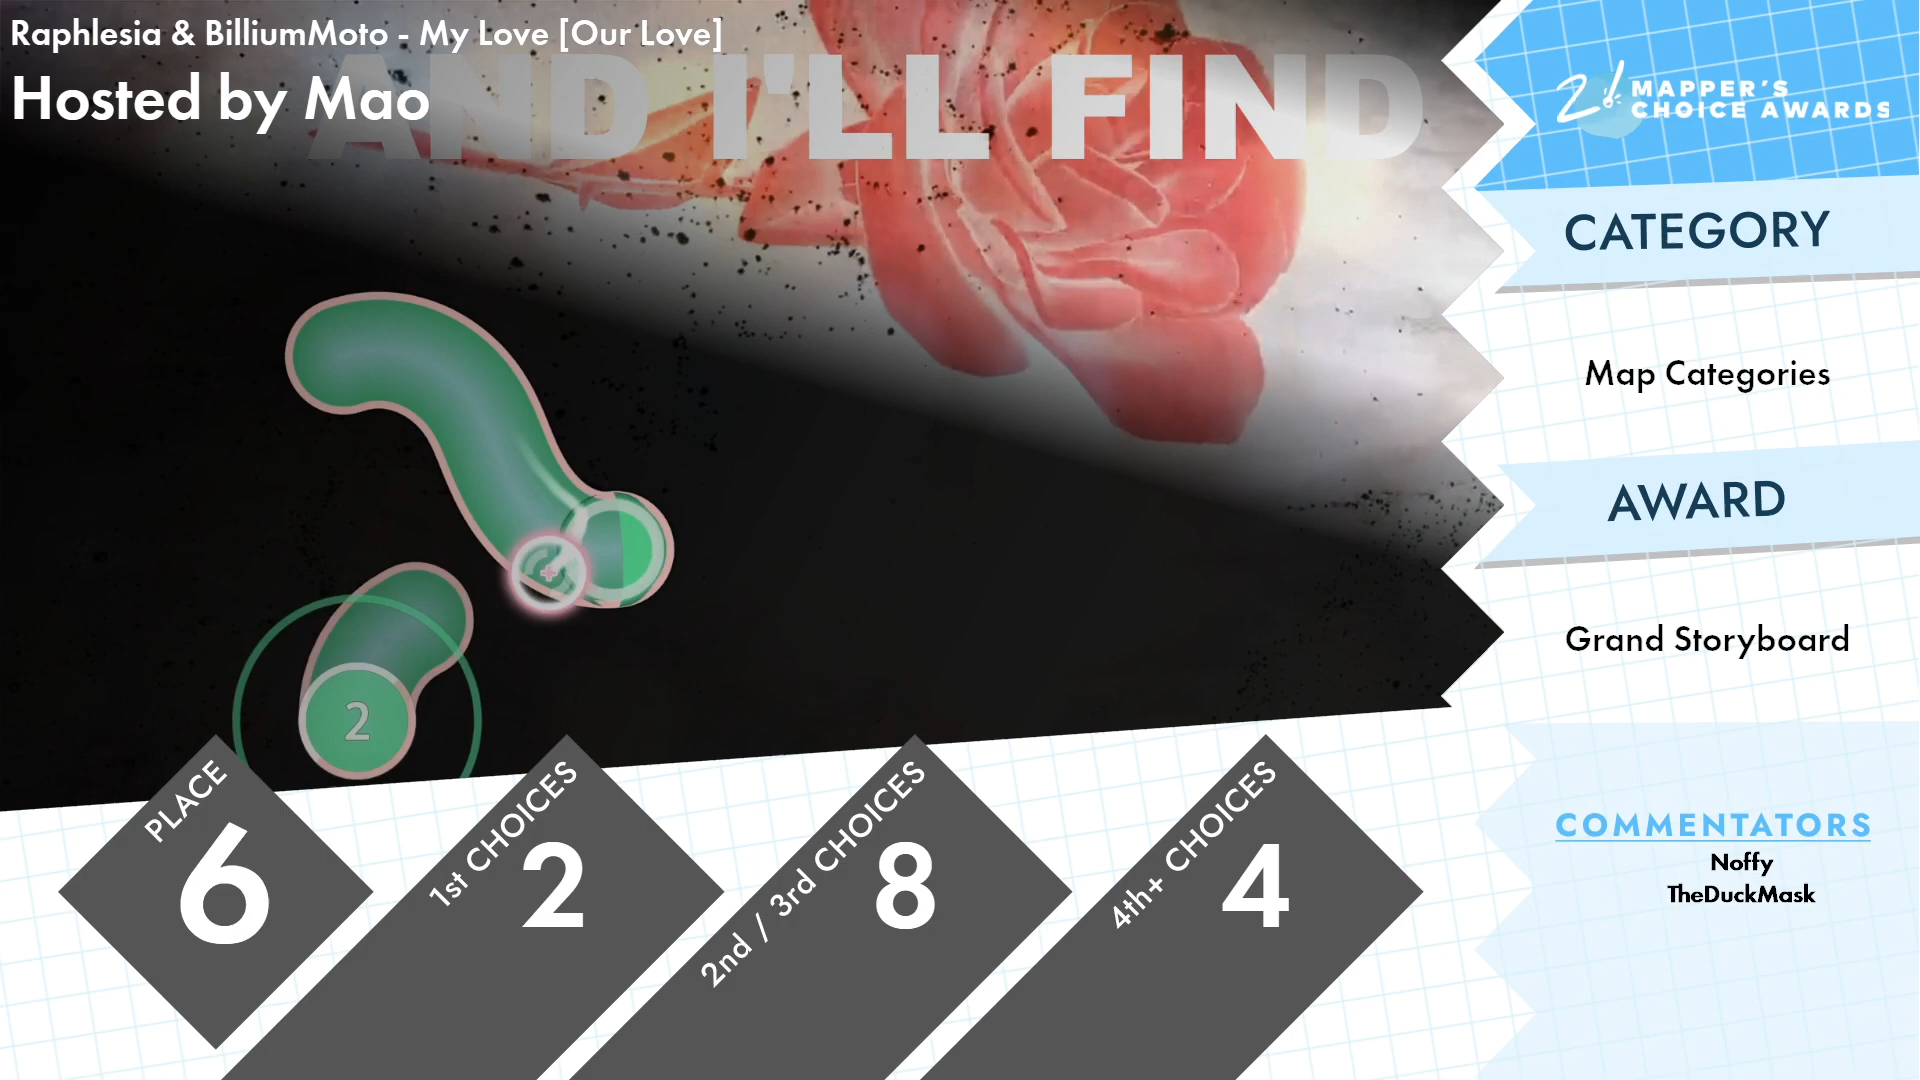 Raphlesia & BilliumMoto - My Love [Our Love]
Hosted by Mao
AND I'LL FIND
2
PLACE
6
1st CHOICES
2
2nd / 3rd CHOICES
8
4th+ CHOICES
4
2!
MAPPER'S
CHOICE AWARDS
CATEGORY
Map Categories
AWARD
Grand Storyboard
COMMENTATORS
Noffy
TheDuckMask